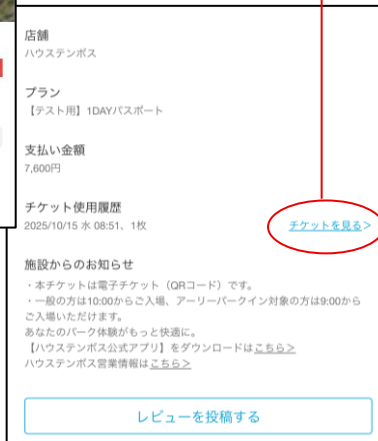 店舗
ハウステンボス
プラン
【テスト用】1DAYパスポート
支払い金額
7,600円
チケット使用履歴
2025/10/15 水 08:51、1枚
チケットを見る>
施設からのお知らせ
・本チケットは電子チケット（QRコード）です。
・一般の方は10:00からご入場、アーリーパークイン対象の方は9:00から
ご入場いただけます。
あなたのパーク体験がもっと快適に。
【ハウステンボス公式アプリ】をダウンロードはこちら>
ハウステンボス営業情報はこちら>
レビューを投稿する